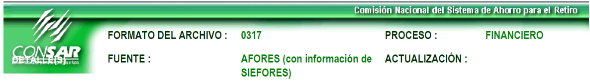 Comisión Nacional del Sistema de Ahorro para el Retiro
FORMATO DEL ARCHIVO : 0317 PROCESO : FINANCIERO
CONSAR
DETALLE(S)
FUENTE : AFORES (con información de SIEFORES) ACTUALIZACIÓN :